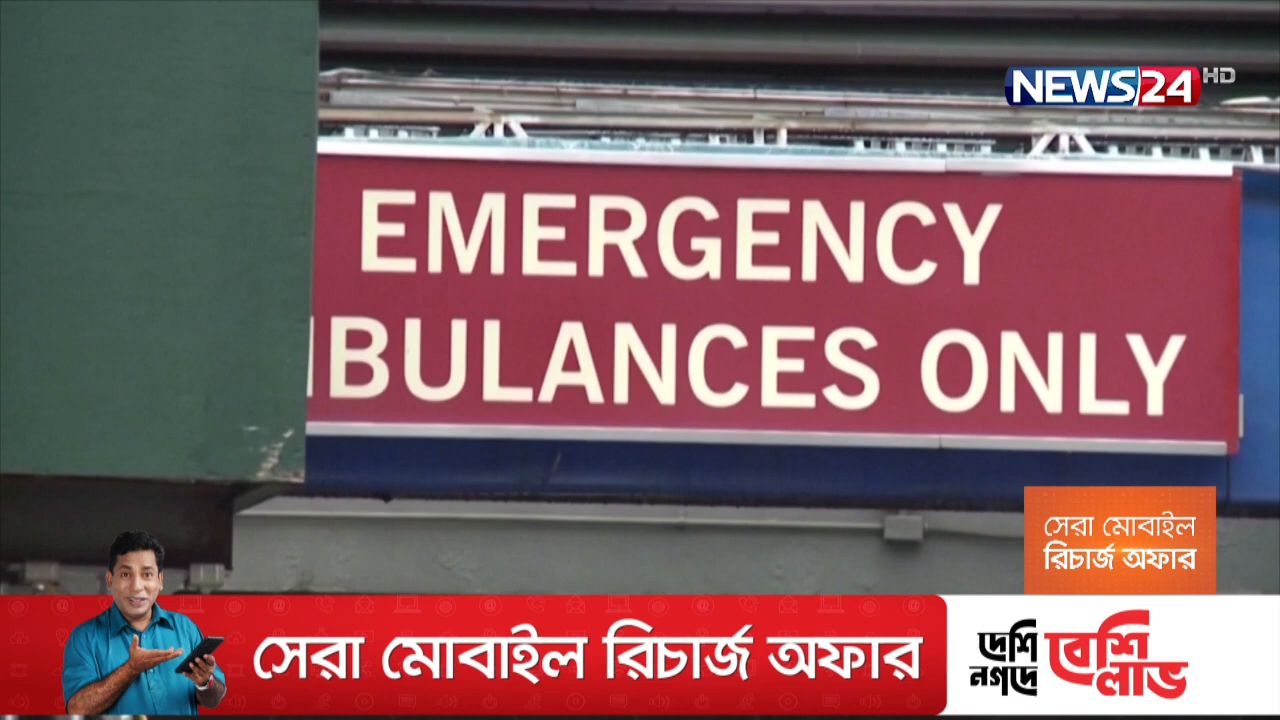 NEWS24 HD
EMERGENCY
BULANCES ONLY
সেরা মোবাইল
রিচার্জ অফার
সেরা মোবাইল রিচার্জ অফার
দেশি
নগদে
বেশি
লাভ